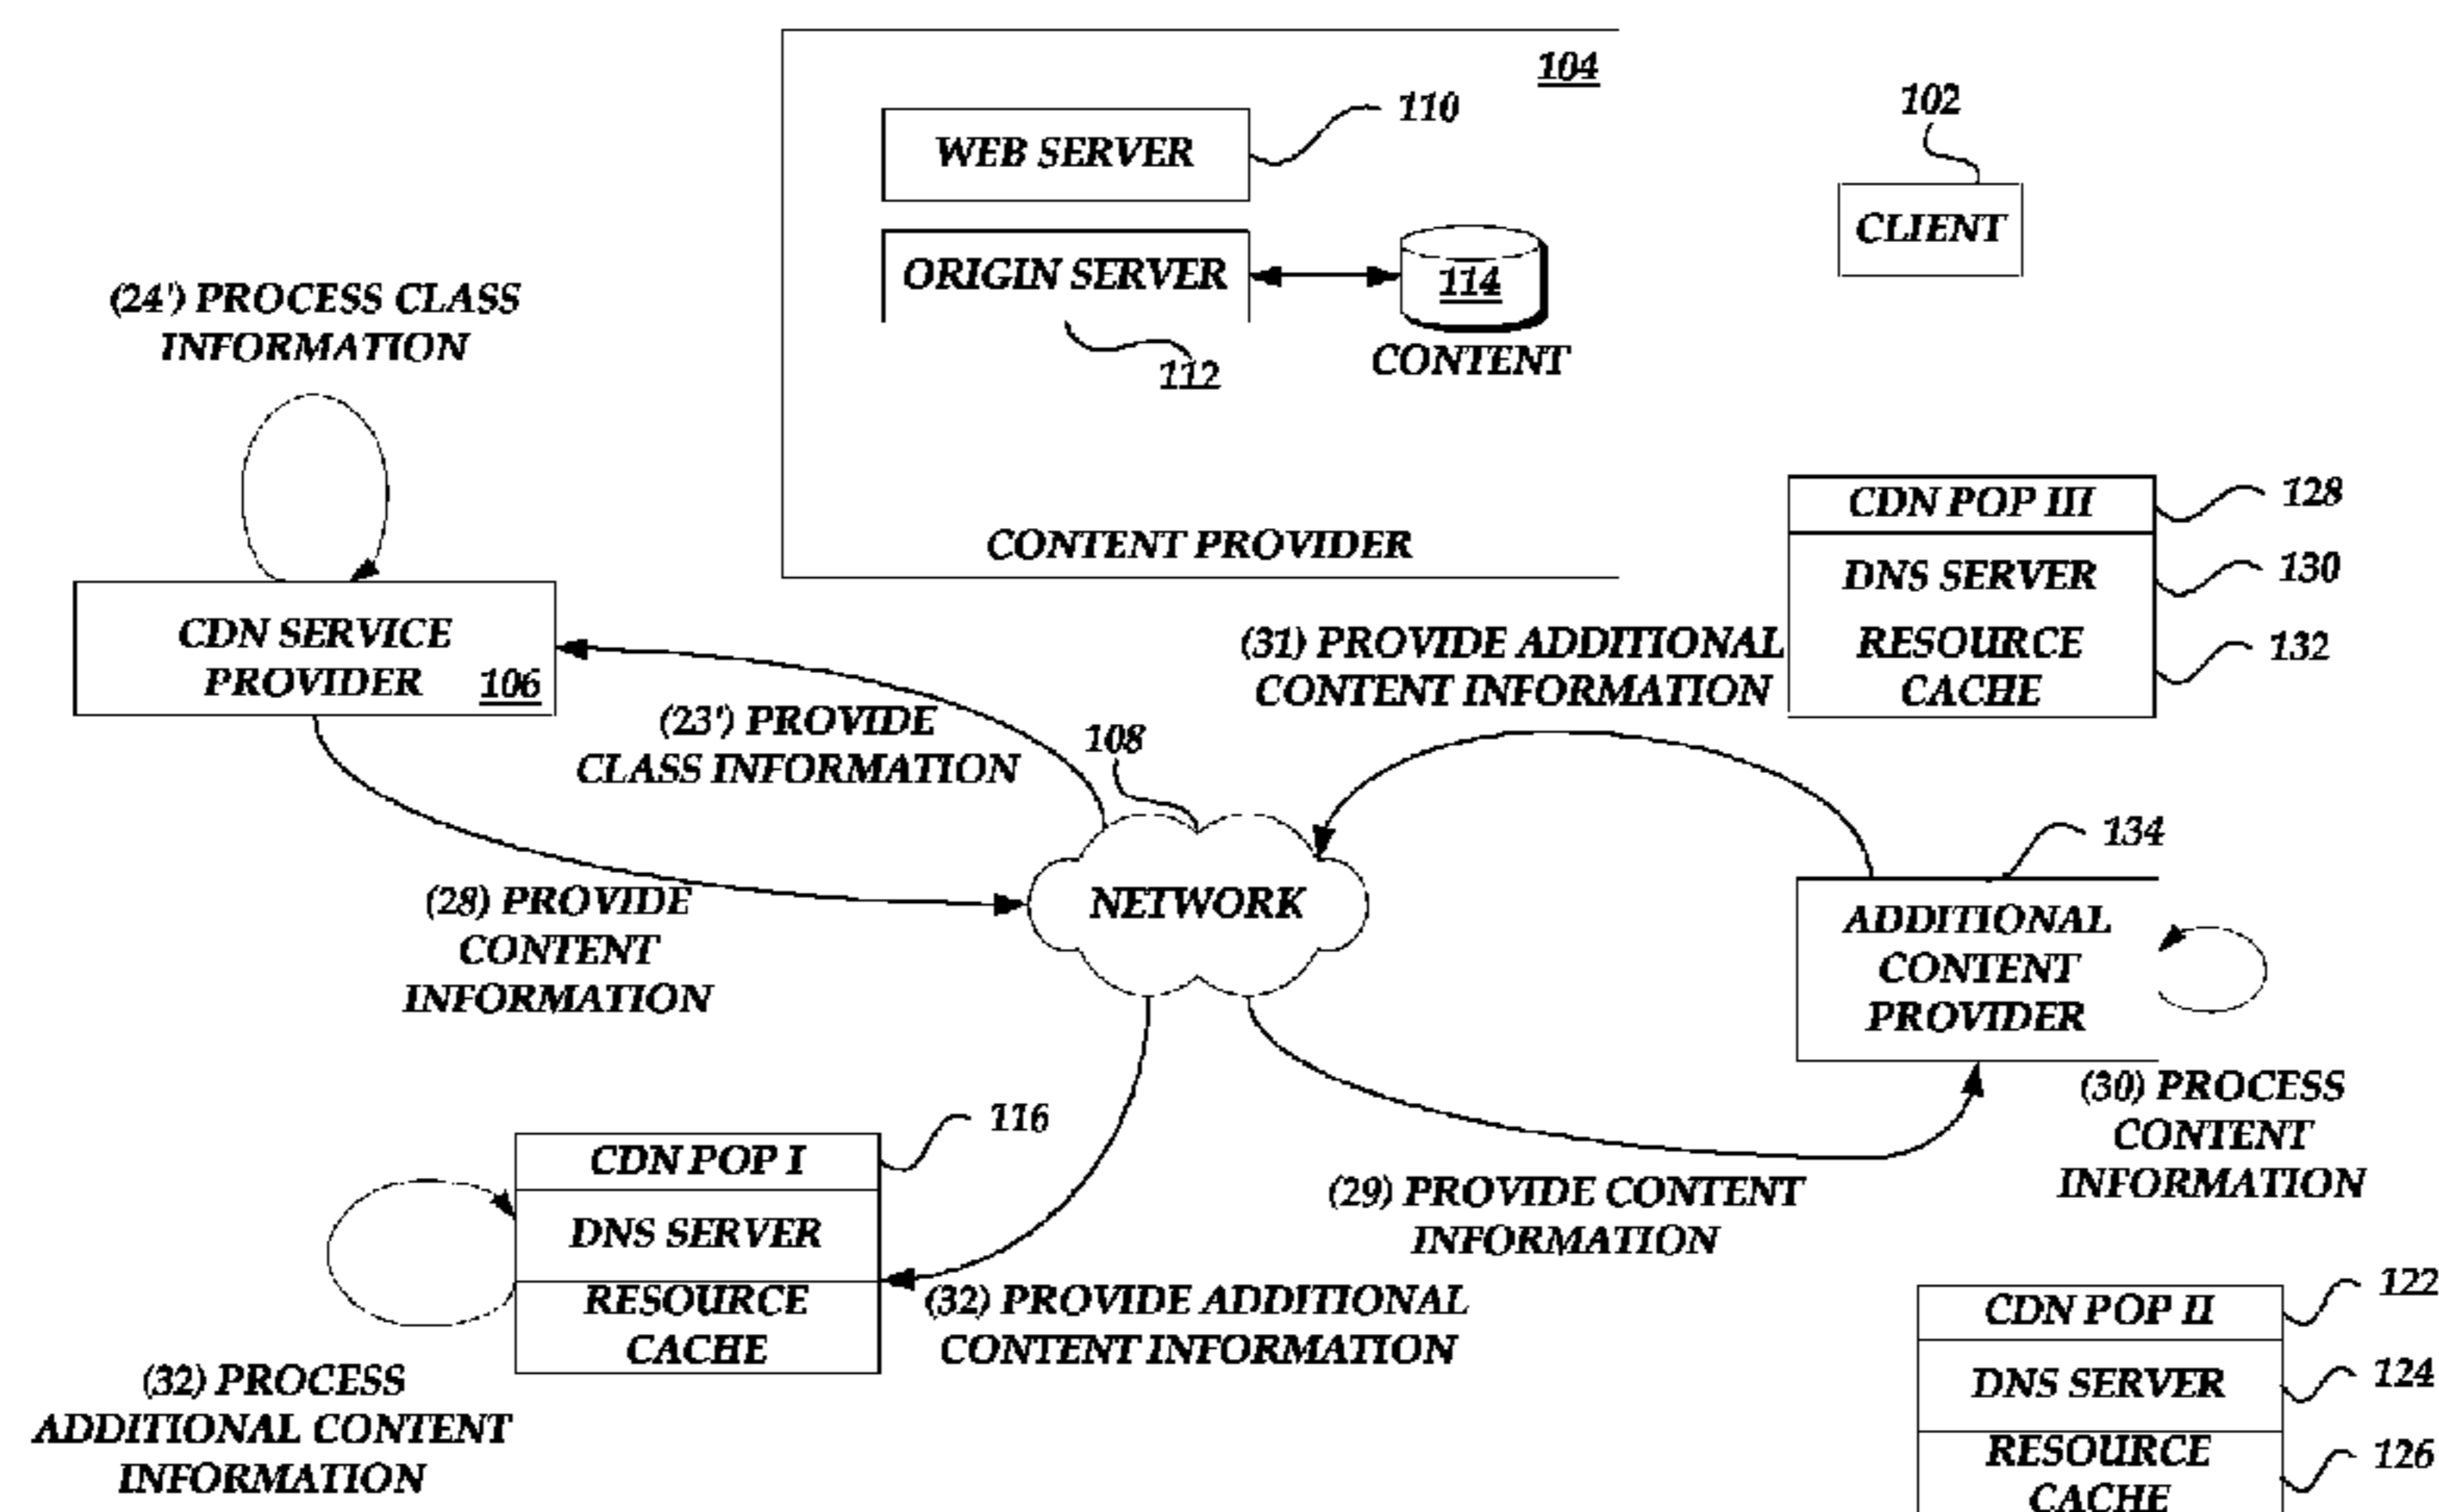 104
110
WEB SERVER
102
CLIENT
ORIGIN SERVER
114
CONTENT
112
CONTENT PROVIDER
(24') PROCESS CLASS
INFORMATION
CDN SERVICE
PROVIDER
106
(23') PROVIDE
CLASS INFORMATION
108
(31) PROVIDE ADDITIONAL
CONTENT INFORMATION
CDN POP III
128
DNS SERVER
130
RESOURCE
CACHE
132
NETWORK
134
ADDITIONAL
CONTENT
PROVIDER
(28) PROVIDE
CONTENT
INFORMATION
(30) PROCESS
CONTENT
INFORMATION
CDN POP I
116
DNS SERVER
RESOURCE
CACHE
(29) PROVIDE CONTENT
INFORMATION
(32) PROVIDE ADDITIONAL
CONTENT INFORMATION
(32) PROCESS
ADDITIONAL CONTENT
INFORMATION
CDN POP II
122
DNS SERVER
124
RESOURCE
CACHE
126